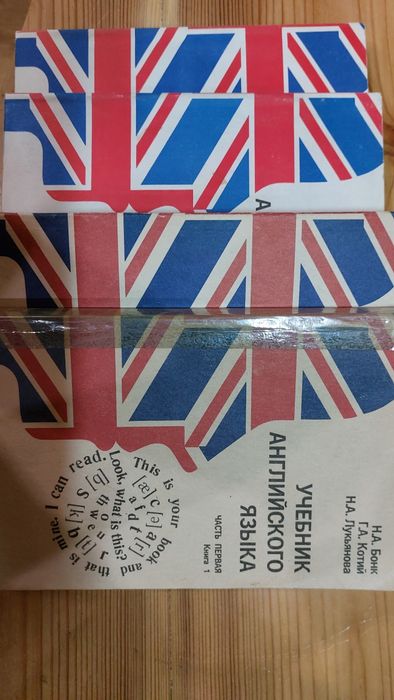 Н.А. Бонк
Г.А. Котий
Н.А. Лукьянова
УЧЕБНИК
АНГЛИЙСКОГО
ЯЗЫКА
ЧАСТЬ ПЕРВАЯ
Книга 1
This is your book and that is mine. I can read.
Look, what is this?
А